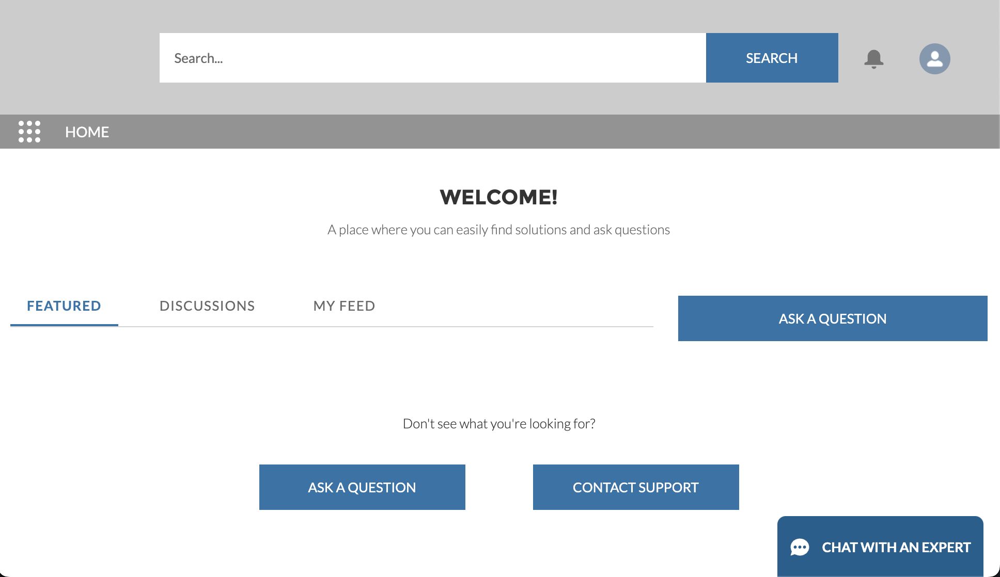 Search...
SEARCH
HOME
WELCOME!
A place where you can easily find solutions and ask questions
FEATURED
DISCUSSIONS
MY FEED
ASK A QUESTION
Don't see what you're looking for?
ASK A QUESTION
CONTACT SUPPORT
CHAT WITH AN EXPERT